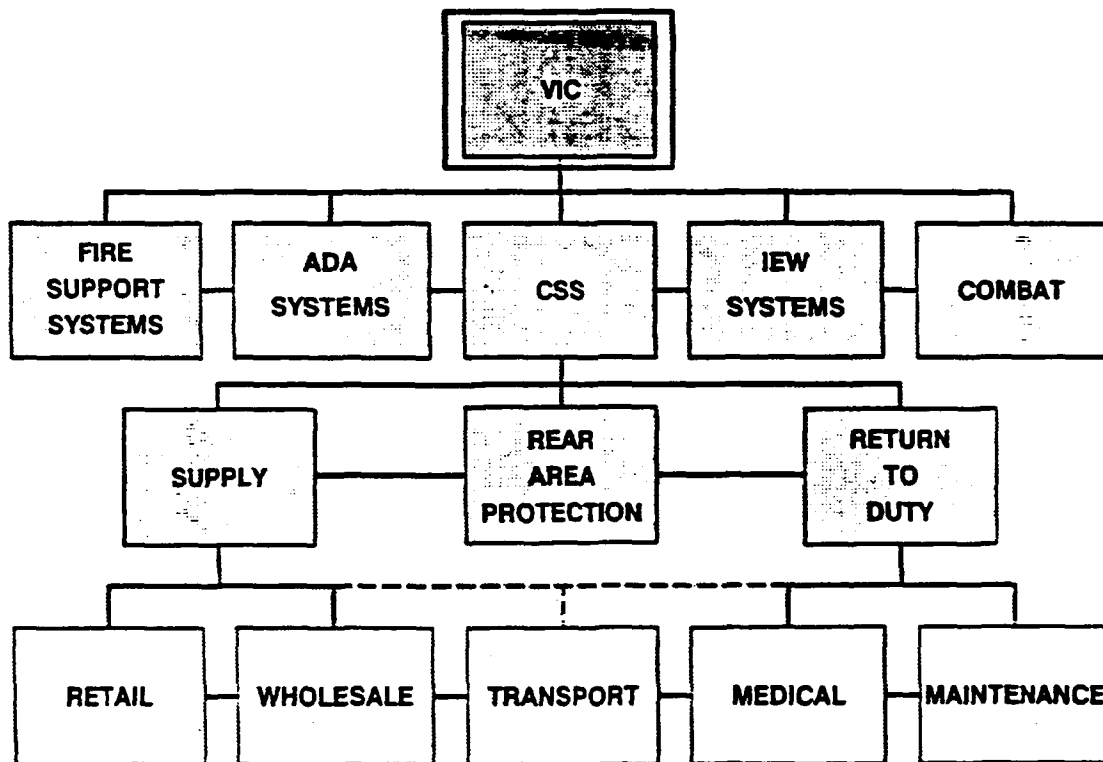 VIC
FIRE
SUPPORT
SYSTEMS
ADA
SYSTEMS
CSS
IEW
SYSTEMS
COMBAT
SUPPLY
REAR
AREA
PROTECTION
RETURN
TO
DUTY
RETAIL
WHOLESALE
TRANSPORT
MEDICAL
MAINTENANCE